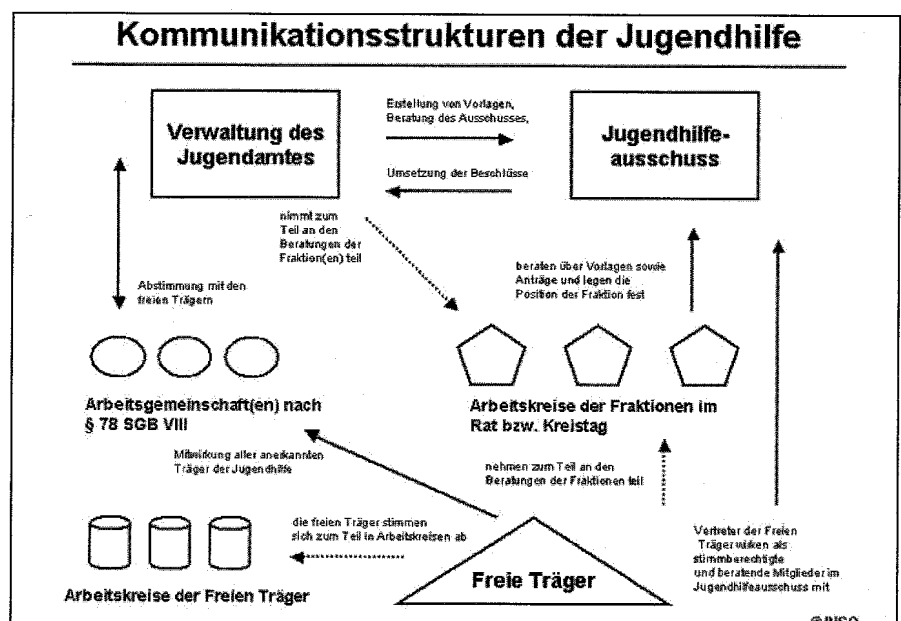 Kommunikationsstrukturen der Jugendhilfe
Verwaltung des
Jugendamtes
Erstellung von Vorlagen,
Beratung des Ausschusses,
Umsetzung der Beschlüsse
Jugendhilfe-
ausschuss
nimmt zum
Teil an den
Beratungen der
Fraktion(en) teil
Abstimmung mit den
freien Trägern
beraten über Vorlagen sowie
Anträge und legen die
Position der Fraktion fest
Arbeitsgemeinschaft(en) nach
§ 78 SGB VIII
Arbeitskreise der Fraktionen im
Rat bzw. Kreistag
Mitwirkung aller anerkannten
Träger der Jugendhilfe
nehmen zum Teil an den
Beratungen der Fraktionen teil
die freien Träger stimmen
sich zum Teil in Arbeitskreisen ab
Vertreter der Freien
Träger wirken als
stimmberechtigte
und beratende Mitglieder im
Jugendhilfeausschuss mit
Freie Träger
Arbeitskreise der Freien Träger